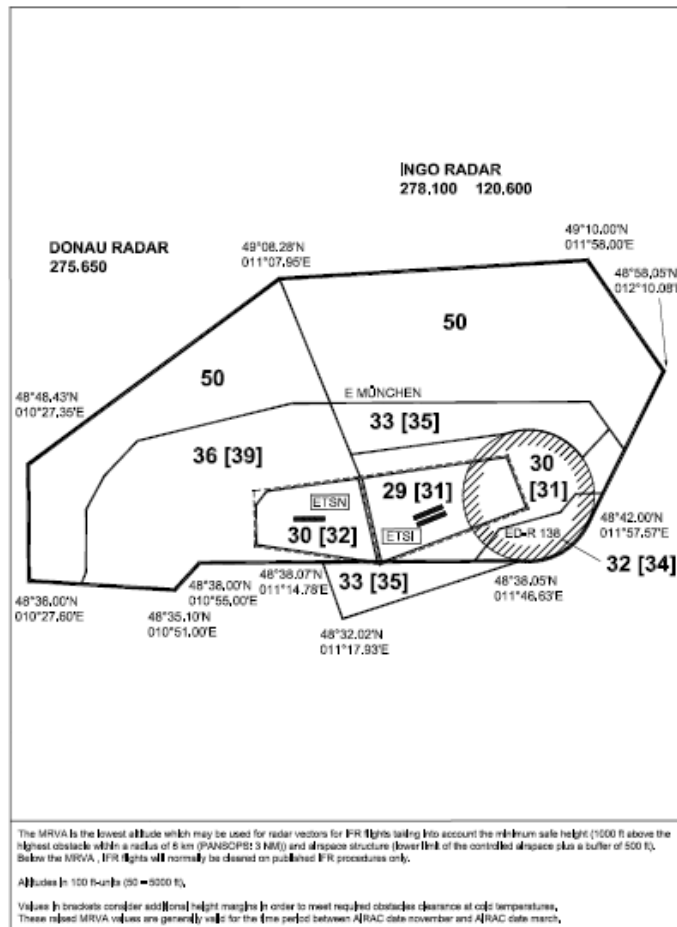 INGO RADAR
278.100 120.600
DONAU RADAR
275.650
49°08.28'N
011°07.95'E
49°10.00'N
011°58.00'E
48°58.05'N
012°10.08'E
50
50
48°48.43'N
010°27.35'E
E MÜNCHEN
33 [35]
36 [39]
30
[31]
29 [31]
ETSN
30 [32]
ETSI
ED-R 138
48°42.00'N
011°57.57'E
32 [34]
48°36.00'N
010°27.60'E
48°38.00'N
010°55.00'E
48°35.10'N
010°51.00'E
48°38.07'N
011°14.78'E
33 [35]
48°38.05'N
011°46.63'E
48°32.02'N
011°17.93'E
The MRVA is the lowest altitude which may be used for radar vectors for IFR flights taking into account the minimum safe height (1000 ft above the
highest obstacle within a radius of 8 km (PANSOPS: 3 NM)) and airspace structure (lower limit of the controlled airspace plus a buffer of 500 ft).
Below the MRVA , IFR flights will normally be cleared on published IFR procedures only.
Altitudes in 100 ft-units (50 = 5000 ft).
Values in brackets consider additional height margins in order to meet required obstacles clearance at cold temperatures.
These raised MRVA values are generally valid for the time period between AIRAC date november and AIRAC date march.